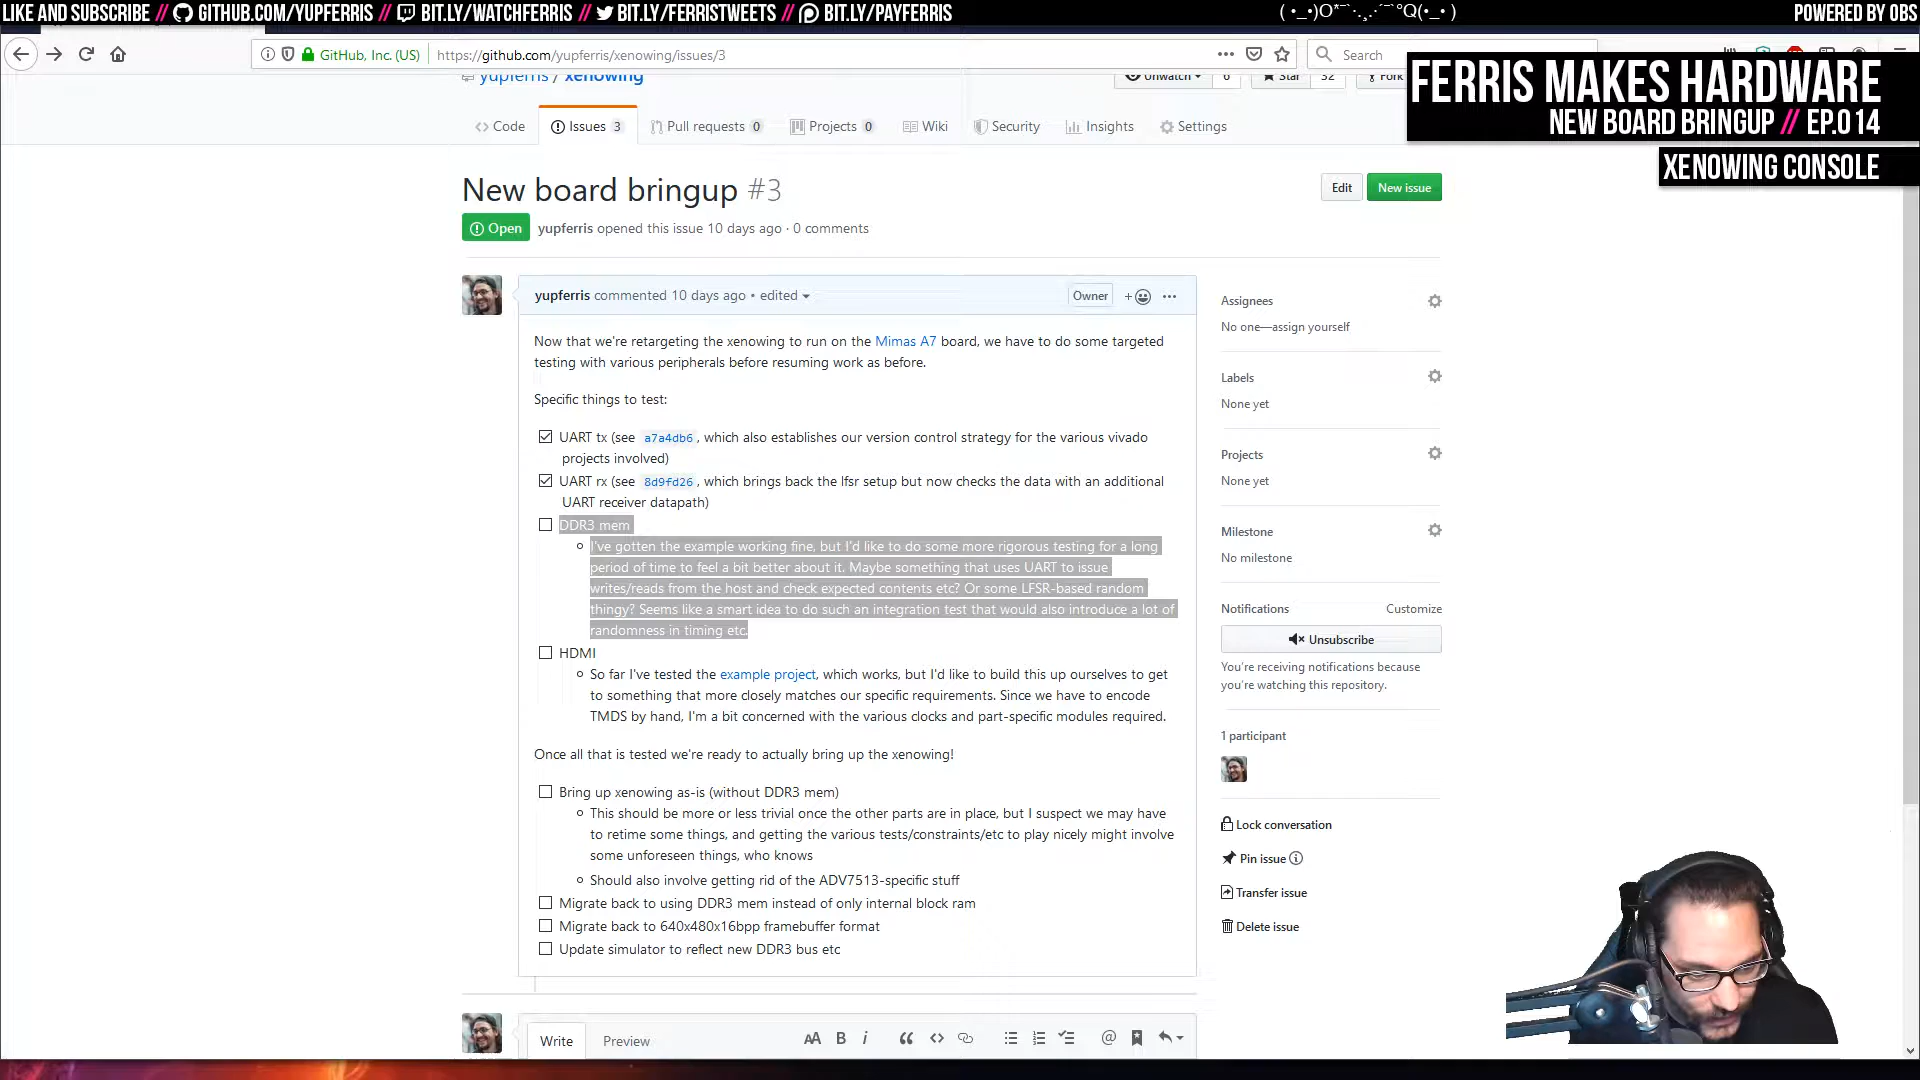 LIKE AND SUBSCRIBE // GITHUB.COM/YUPFERRIS // BIT.LY/WATCHFERRIS // BIT.LY/FERRISTWEETS // BIT.LY/PAYFERRIS
POWERED BY OBS
GitHub, Inc. (US)
https://github.com/yupferris/xenowing/issues/3
Search
FERRIS MAKES HARDWARE
NEW BOARD BRINGUP // EP.014
XENOWING CONSOLE
yupferris / xenowing
Unwatch 6 Star 32 Fork
Code Issues 3 Pull requests 0 Projects 0 Wiki Security Insights Settings
New board bringup #3
Edit New issue
Open yupferris opened this issue 10 days ago · 0 comments
yupferris commented 10 days ago • edited
Owner
Now that we're retargeting the xenowing to run on the Mimas A7 board, we have to do some targeted
testing with various peripherals before resuming work as before.
Specific things to test:
UART tx (see a7a4db6, which also establishes our version control strategy for the various vivado
projects involved)
UART rx (see 8d9fd26, which brings back the lfsr setup but now checks the data with an additional
UART receiver datapath)
DDR3 mem
I've gotten the example working fine, but I'd like to do some more rigorous testing for a long
period of time to feel a bit better about it. Maybe something that uses UART to issue
writes/reads from the host and check expected contents etc? Or some LFSR-based random
thingy? Seems like a smart idea to do such an integration test that would also introduce a lot of
randomness in timing etc.
HDMI
So far I've tested the example project, which works, but I'd like to build this up ourselves to get
to something that more closely matches our specific requirements. Since we have to encode
TMDS by hand, I'm a bit concerned with the various clocks and part-specific modules required.
Once all that is tested we're ready to actually bring up the xenowing!
Bring up xenowing as-is (without DDR3 mem)
This should be more or less trivial once the other parts are in place, but I suspect we may have
to retime some things, and getting the various tests/constraints/etc to play nicely might involve
some unforeseen things, who knows
Should also involve getting rid of the ADV7513-specific stuff
Migrate back to using DDR3 mem instead of only internal block ram
Migrate back to 640x480x16bpp framebuffer format
Update simulator to reflect new DDR3 bus etc
Write Preview
Assignees
No one—assign yourself
Labels
None yet
Projects
None yet
Milestone
No milestone
Notifications Customize
Unsubscribe
You're receiving notifications because
you're watching this repository.
1 participant
Lock conversation
Pin issue
Transfer issue
Delete issue